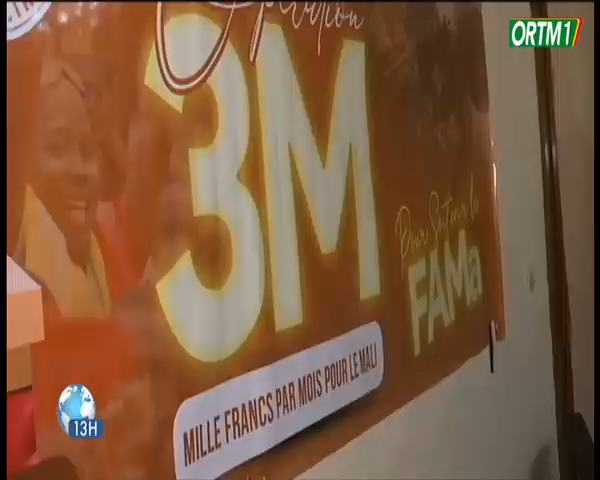 ORTM1
Opération
3M
Pour Soutenir les
FAMa
MILLE FRANCS PAR MOIS POUR LE MALI
13H